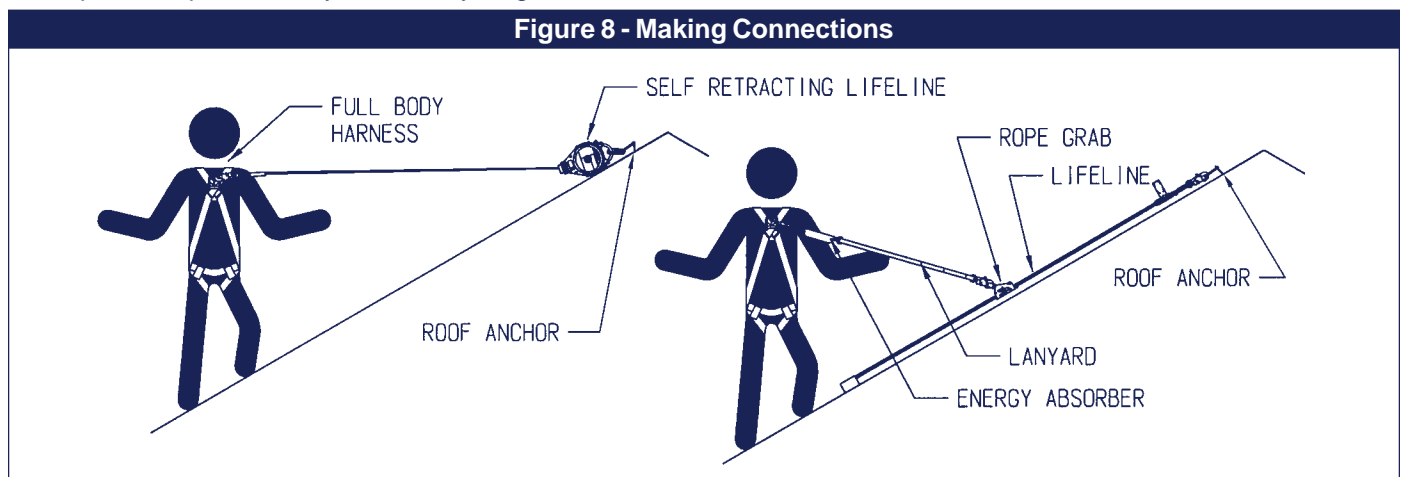 Figure 8 - Making Connections
FULL BODY
HARNESS
SELF RETRACTING LIFELINE
ROOF ANCHOR
ROPE GRAB
LIFELINE
ROOF ANCHOR
LANYARD
ENERGY ABSORBER